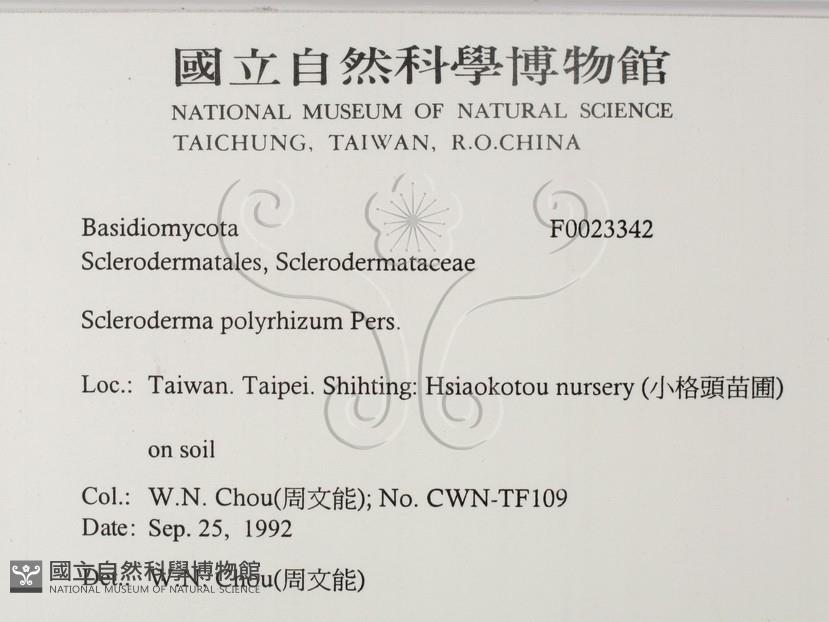 國立自然科學博物館
NATIONAL MUSEUM OF NATURAL SCIENCE
TAICHUNG, TAIWAN, R.O.CHINA
Basidiomycota F0023342
Sclerodermatales, Sclerodermataceae
Scleroderma polyrhizum Pers.
Loc.: Taiwan. Taipei. Shihting: Hsiaokotou nursery (小格頭苗圃)
on soil
Col.: W.N. Chou(周文能); No. CWN-TF109
Date: Sep. 25, 1992
Det.: W.N. Chou(周文能)
國立自然科學博物館
NATIONAL MUSEUM OF NATURAL SCIENCE